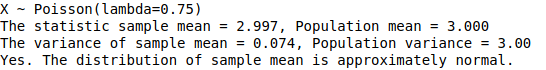 X ~ Poisson(lambda=0.75)
The statistic sample mean = 2.997, Population mean = 3.000
The variance of sample mean = 0.074, Population variance = 3.00
Yes. The distribution of sample mean is approximately normal.